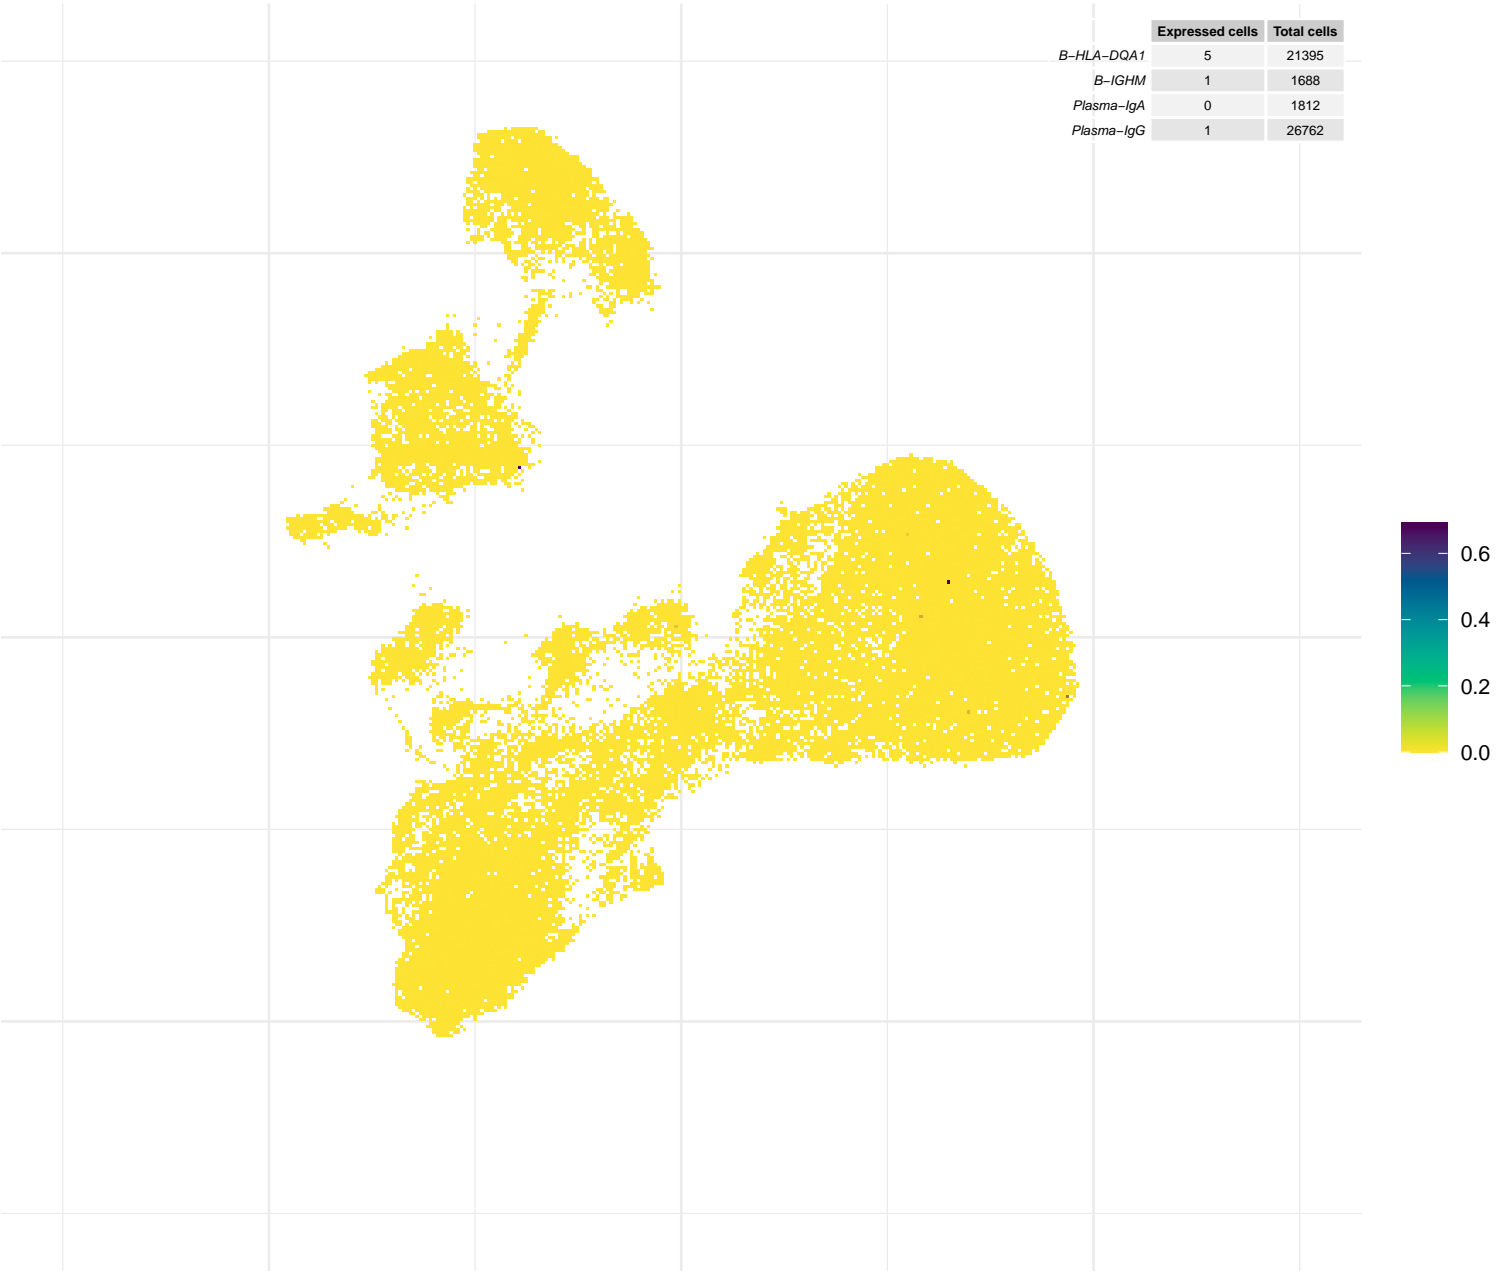 Expressed cells Total cells
B−HLA−DQA1 5 21395
B−IGHM 1 1688
Plasma−IgA 0 1812
Plasma−IgG 1 26762
0.6
0.4
0.2
0.0